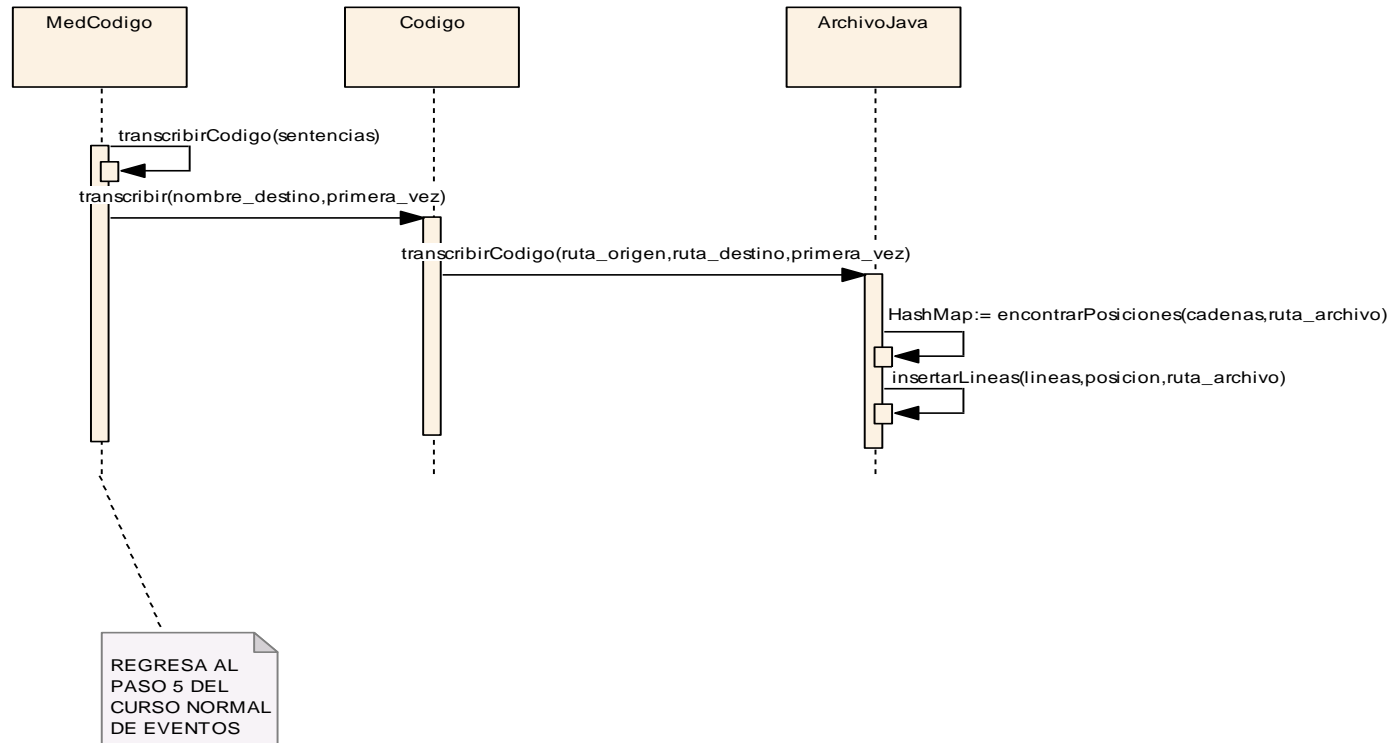 MedCodigo
Codigo
ArchivoJava
transcribirCodigo(sentencias)
transcribir(nombre_destino,primera_vez)
transcribirCodigo(ruta_origen,ruta_destino,primera_vez)
HashMap:= encontrarPosiciones(cadenas,ruta_archivo)
insertarLineas(lineas,posicion,ruta_archivo)
REGRESA AL
PASO 5 DEL
CURSO NORMAL
DE EVENTOS